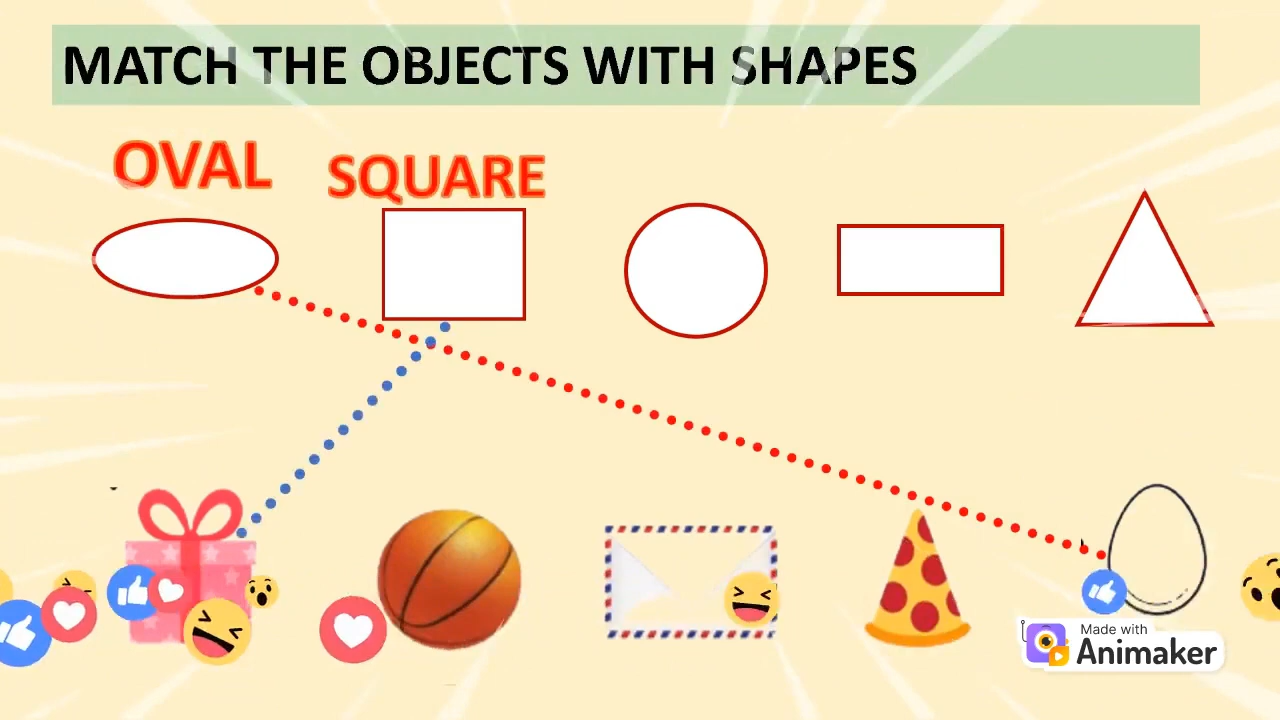 MATCH THE OBJECTS WITH SHAPES
OVAL
SQUARE
Made with
Animaker